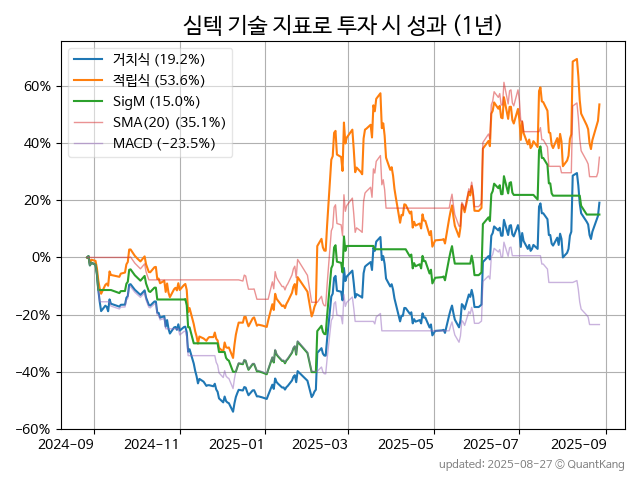 심텍 기술 지표로 투자 시 성과 (1년)
거치식 (19.2%)
적립식 (53.6%)
SigM (15.0%)
SMA(20) (35.1%)
MACD (−23.5%)
60%
40%
20%
0%
−20%
−40%
−60%
2024-09 2024-11 2025-01 2025-03 2025-05 2025-07 2025-09
updated: 2025-08-27 © QuantKang